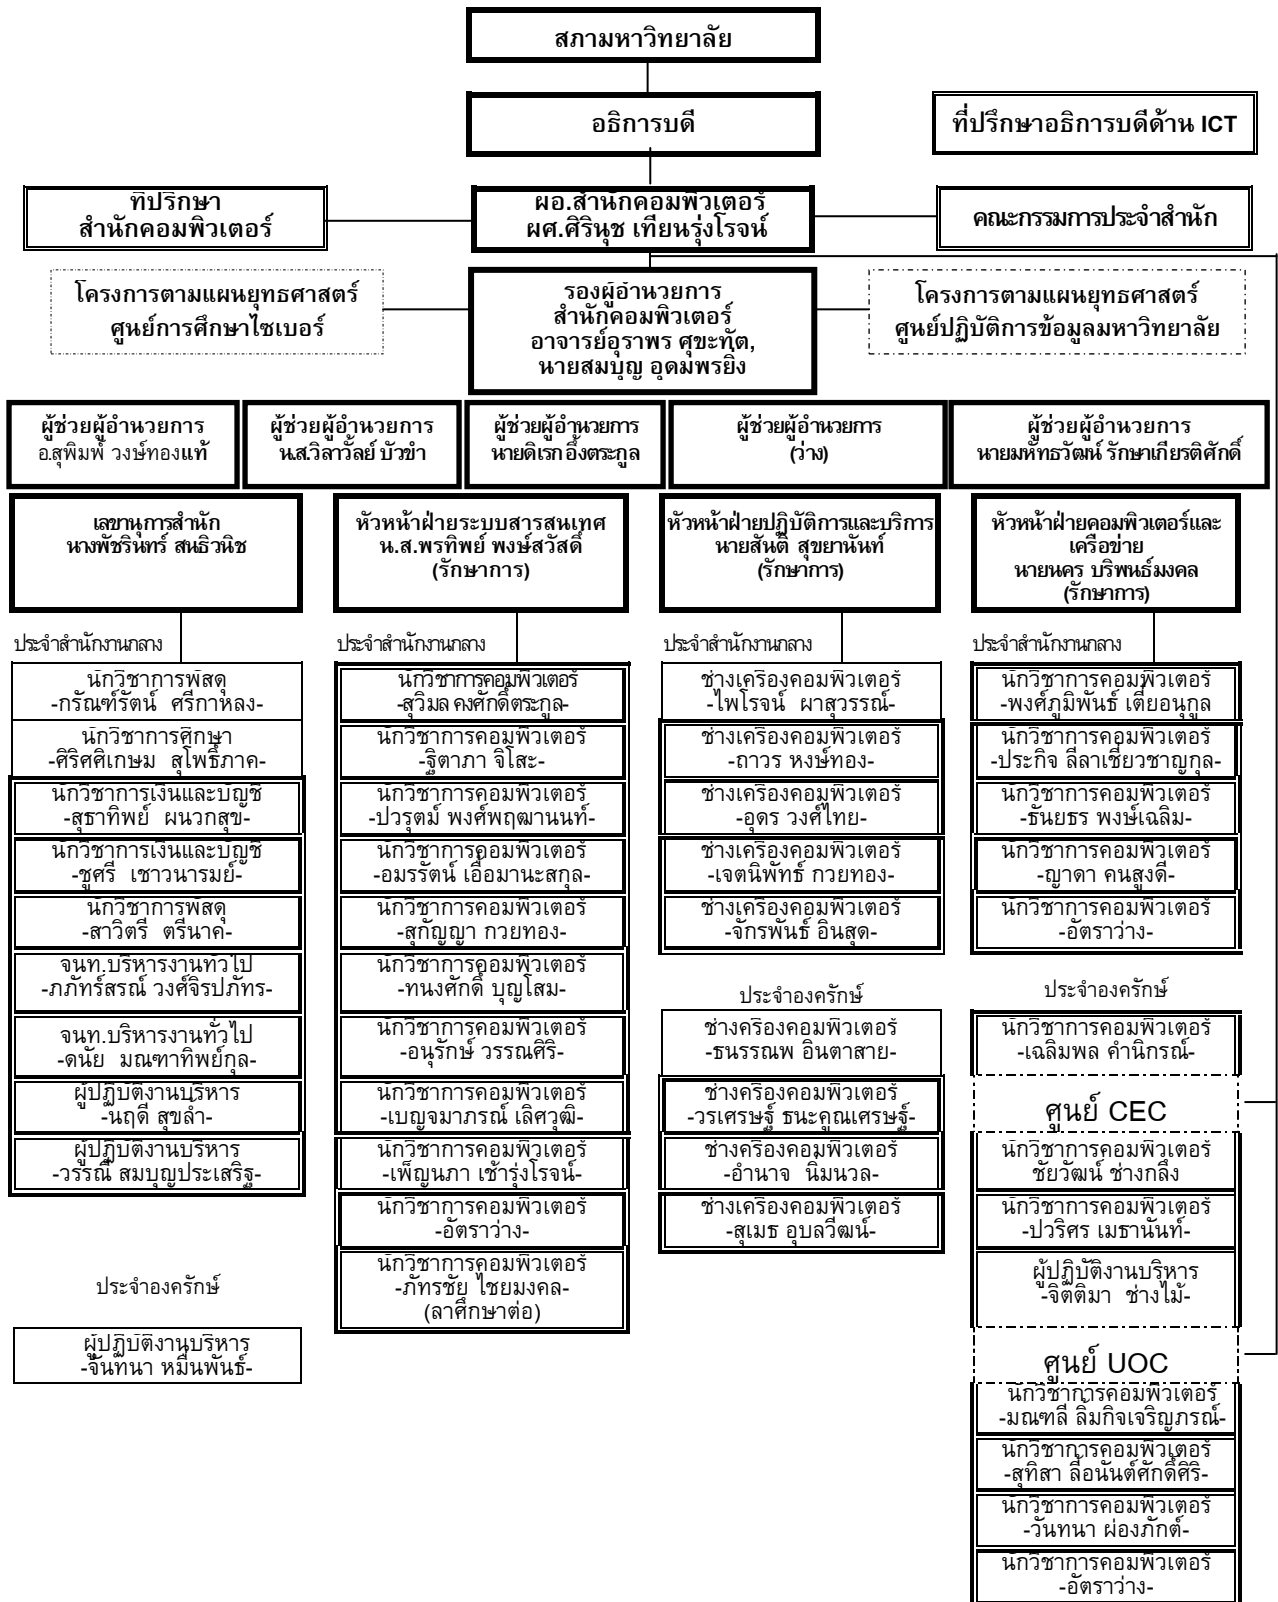 สภามหาวิทยาลัย
อธิการบดี
ที่ปรึกษาอธิการบดีด้าน ICT
ที่ปรึกษา
สำนักคอมพิวเตอร์
ผอ.สำนักคอมพิวเตอร์
ผศ.ศิรินุช เทียนรุ่งโรจน์
คณะกรรมการประจำสำนัก
โครงการตามแผนยุทธศาสตร์
ศูนย์การศึกษาไซเบอร์
รองผู้อำนวยการ
สำนักคอมพิวเตอร์
อาจารย์อุราพร ศุขะทัต,
นายสมบุญ อุดมพรยิ่ง
โครงการตามแผนยุทธศาสตร์
ศูนย์ปฏิบัติการข้อมูลมหาวิทยาลัย
ผู้ช่วยผู้อำนวยการ
อ.สุพิมพ์ วงษ์ทองแท้
ผู้ช่วยผู้อำนวยการ
น.ส.วิลาวัลย์ บัวขำ
ผู้ช่วยผู้อำนวยการ
นายดิเรก อึ้งตระกูล
ผู้ช่วยผู้อำนวยการ
(ว่าง)
ผู้ช่วยผู้อำนวยการ
นายมหัทธวัฒน์ รักษาเกียรติศักดิ์
เลขานุการสำนัก
นางพัชรินทร์ สนธิวนิช
หัวหน้าฝ่ายระบบสารสนเทศ
น.ส.พรทิพย์ พงษ์สวัสดิ์
(รักษาการ)
หัวหน้าฝ่ายปฏิบัติการและบริการ
นายสันติ สุขยานันท์
(รักษาการ)
หัวหน้าฝ่ายคอมพิวเตอร์และ
เครือข่าย
นายนคร บริพนธ์มงคล
(รักษาการ)
ประจำสำนักงานกลาง
นักวิชาการพัสดุ
-กรัณฑ์รัตน์ ศรีกาหลง-
นักวิชาการศึกษา
-ศิริศศิเกษม สุโพธิ์ภาค-
นักวิชาการเงินและบัญชี
-สุธาทิพย์ ผนวกสุข-
นักวิชาการเงินและบัญชี
-ชูศรี เชาวนารมย์-
นักวิชาการพัสดุ
-สาวิตรี ตรีนาค-
จนท.บริหารงานทั่วไป
-ภภัทร์สรณ์ วงศ์จิรปภัทร-
จนท.บริหารงานทั่วไป
-ดนัย มณฑาทิพย์กุล-
ผู้ปฏิบัติงานบริหาร
-นฤดี สุขล้ำ-
ผู้ปฏิบัติงานบริหาร
-วรรณี สมบุญประเสริฐ-
ประจำองครักษ์
ผู้ปฏิบัติงานบริหาร
-จันทนา หมื่นพันธ์-
ประจำสำนักงานกลาง
นักวิชาการคอมพิวเตอร์
-สุวิมล คงศักดิ์ตระกูล-
นักวิชาการคอมพิวเตอร์
-ฐิตาภา จิโสะ-
นักวิชาการคอมพิวเตอร์
-ปวรุตม์ พงศ์พฤฒานนท์-
นักวิชาการคอมพิวเตอร์
-อมรรัตน์ เอื้อมานะสกุล-
นักวิชาการคอมพิวเตอร์
-สุกัญญา กวยทอง-
นักวิชาการคอมพิวเตอร์
-ทนงศักดิ์ บุญโสม-
นักวิชาการคอมพิวเตอร์
-อนุรักษ์ วรรณศิริ-
นักวิชาการคอมพิวเตอร์
-เบญจมาภรณ์ เลิศวุฒิ-
นักวิชาการคอมพิวเตอร์
-เพ็ญนภา เช้ารุ่งโรจน์-
นักวิชาการคอมพิวเตอร์
-อัตราว่าง-
นักวิชาการคอมพิวเตอร์
-ภัทรชัย ไชยมงคล-
(ลาศึกษาต่อ)
ประจำสำนักงานกลาง
ช่างเครื่องคอมพิวเตอร์
-ไพโรจน์ ผาสุวรรณ์-
ช่างเครื่องคอมพิวเตอร์
-ถาวร หงษ์ทอง-
ช่างเครื่องคอมพิวเตอร์
-อุดร วงศ์ไทย-
ช่างเครื่องคอมพิวเตอร์
-เจตนิพัทธ์ กวยทอง-
ช่างเครื่องคอมพิวเตอร์
-จักรพันธ์ อินสุด-
ประจำองครักษ์
ช่างครื่องคอมพิวเตอร์
-ธนรรณพ อินตาสาย-
ช่างครื่องคอมพิวเตอร์
-วรเศรษฐ์ ธนะคูณเศรษฐ์-
ช่างครื่องคอมพิวเตอร์
-อำนาจ นิ่มนวล-
ช่างเครื่องคอมพิวเตอร์
-สุเมธ อุบลวัฒน์-
ประจำสำนักงานกลาง
นักวิชาการคอมพิวเตอร์
-พงศ์ภูมิพันธ์ เตี๋ยอนุกูล
นักวิชาการคอมพิวเตอร์
-ประกิจ ลีลาเชี่ยวชาญกุล-
นักวิชาการคอมพิวเตอร์
-ธันยธร พงษ์เฉลิม-
นักวิชาการคอมพิวเตอร์
-ญาดา คนสูงดี-
นักวิชาการคอมพิวเตอร์
-อัตราว่าง-
ประจำองครักษ์
นักวิชาการคอมพิวเตอร์
-เฉลิมพล คำนิกรณ์-
ศูนย์ CEC
นักวิชาการคอมพิวเตอร์
ชัยวัฒน์ ช่างกลึง
นักวิชาการคอมพิวเตอร์
-ปวริศร เมธานันท์-
ผู้ปฏิบัติงานบริหาร
-จิตติมา ช่างไม้-
ศูนย์ UOC
นักวิชาการคอมพิวเตอร์
-มณฑลี ลิ้มกิจเจริญภรณ์-
นักวิชาการคอมพิวเตอร์
-สุทิสา ลี้อนันต์ศักดิ์ศิริ-
นักวิชาการคอมพิวเตอร์
-วันทนา ผ่องภักต์-
นักวิชาการคอมพิวเตอร์
-อัตราว่าง-